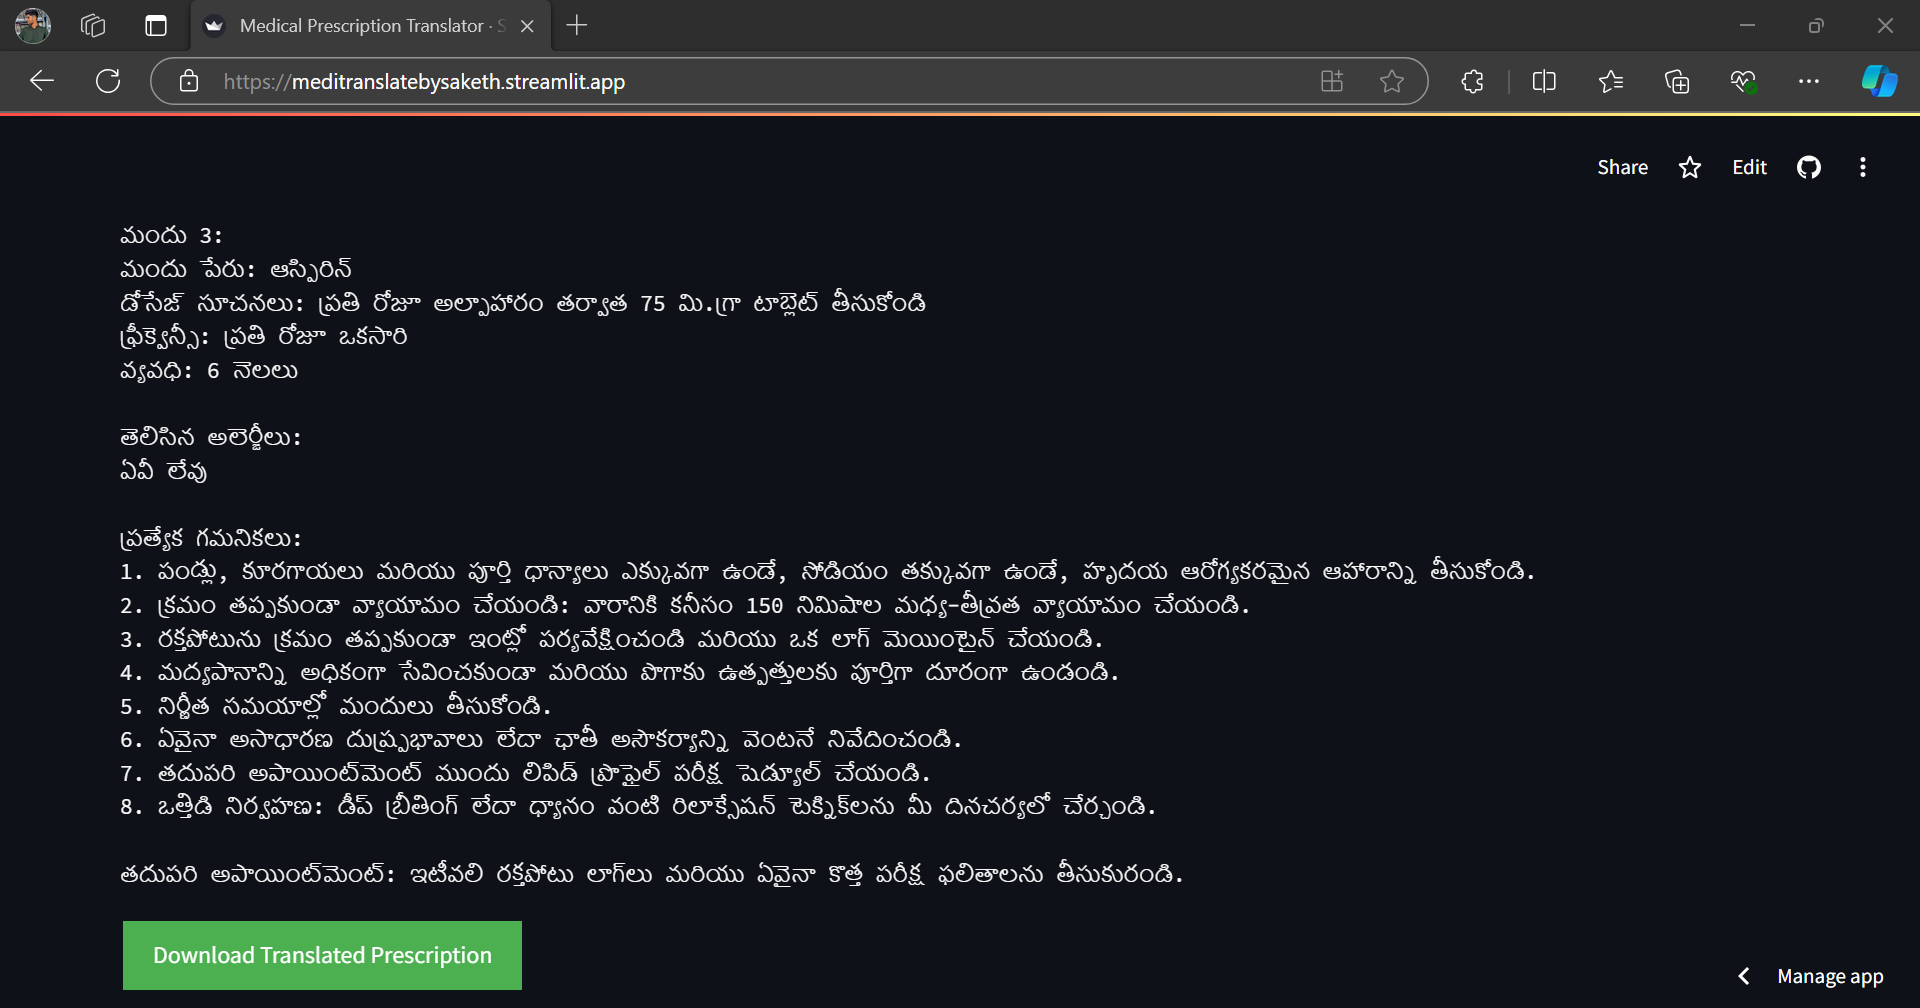 Medical Prescription Translator · S
https://meditranslatebysaketh.streamlit.app
Share
Edit
మందు 3:
మందు పేరు: ఆస్పిరిన్
డోసేజ్ సూచనలు: ప్రతి రోజూ అల్పాహారం తర్వాత 75 మి.గ్రా టాబ్లెట్ తీసుకోండి
ఫ్రీక్వెన్సీ: ప్రతి రోజూ ఒకసారి
వ్యవధి: 6 నెలలు
తెలిసిన అలెర్జీలు:
ఏవీ లేవు
ప్రత్యేక గమనికలు:
1. పండ్లు, కూరగాయలు మరియు పూర్తి ధాన్యాలు ఎక్కువగా ఉండే, సోడియం తక్కువగా ఉండే, హృదయ ఆరోగ్యకరమైన ఆహారాన్ని తీసుకోండి.
2. క్రమం తప్పకుండా వ్యాయామం చేయండి: వారానికి కనీసం 150 నిమిషాల మధ్య-తీవ్రత వ్యాయామం చేయండి.
3. రక్తపోటును క్రమం తప్పకుండా ఇంట్లో పర్యవేక్షించండి మరియు ఒక లాగ్ మెయింటైన్ చేయండి.
4. మద్యపానాన్ని అధికంగా సేవించకుండా మరియు పొగాకు ఉత్పత్తులకు పూర్తిగా దూరంగా ఉండండి.
5. నిర్ణీత సమయాల్లో మందులు తీసుకోండి.
6. ఏవైనా అసాధారణ దుష్ప్రభావాలు లేదా ఛాతీ అసౌకర్యాన్ని వెంటనే నివేదించండి.
7. తదుపరి అపాయింట్‌మెంట్ ముందు లిపిడ్ ప్రొఫైల్ పరీక్ష షెడ్యూల్ చేయండి.
8. ఒత్తిడి నిర్వహణ: డీప్ బ్రీతింగ్ లేదా ధ్యానం వంటి రిలాక్సేషన్ టెక్నిక్‌లను మీ దినచర్యలో చేర్చండి.
తదుపరి అపాయింట్‌మెంట్: ఇటీవలి రక్తపోటు లాగ్‌లు మరియు ఏవైనా కొత్త పరీక్ష ఫలితాలను తీసుకురండి.
Download Translated Prescription
Manage app